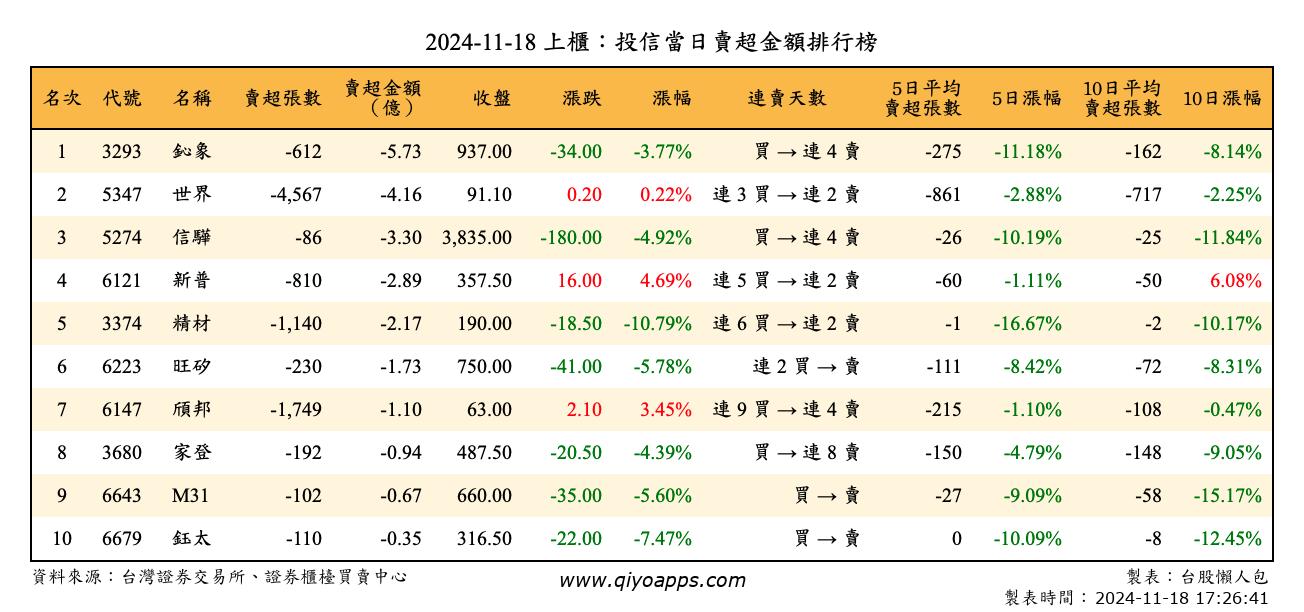 2024-11-18 上櫃：投信當日賣超金額排行榜
名次 代號 名稱 賣超張數 賣超金額（億） 收盤 漲跌 漲幅 連賣天數 5日平均賣超張數 5日漲幅 10日平均賣超張數 10日漲幅
1 3293 鈊象 -612 -5.73 937.00 -34.00 -3.77% 買 → 連 4 賣 -275 -11.18% -162 -8.14%
2 5347 世界 -4,567 -4.16 91.10 0.20 0.22% 連 3 買 → 連 2 賣 -861 -2.88% -717 -2.25%
3 5274 信驊 -86 -3.30 3,835.00 -180.00 -4.92% 買 → 連 4 賣 -26 -10.19% -25 -11.84%
4 6121 新普 -810 -2.89 357.50 16.00 4.69% 連 5 買 → 連 2 賣 -60 -1.11% -50 6.08%
5 3374 精材 -1,140 -2.17 190.00 -18.50 -10.79% 連 6 買 → 連 2 賣 -1 -16.67% -2 -10.17%
6 6223 旺矽 -230 -1.73 750.00 -41.00 -5.78% 連 2 買 → 賣 -111 -8.42% -72 -8.31%
7 6147 頎邦 -1,749 -1.10 63.00 2.10 3.45% 連 9 買 → 連 4 賣 -215 -1.10% -108 -0.47%
8 3680 家登 -192 -0.94 487.50 -20.50 -4.39% 買 → 連 8 賣 -150 -4.79% -148 -9.05%
9 6643 M31 -102 -0.67 660.00 -35.00 -5.60% 買 → 賣 -27 -9.09% -58 -15.17%
10 6679 鈺太 -110 -0.35 316.50 -22.00 -7.47% 買 → 賣 0 -10.09% -8 -12.45%
資料來源：台灣證券交易所、證券櫃檯買賣中心 www.qiyoapps.com 製表：台股懶人包
製表時間：2024-11-18 17:26:41